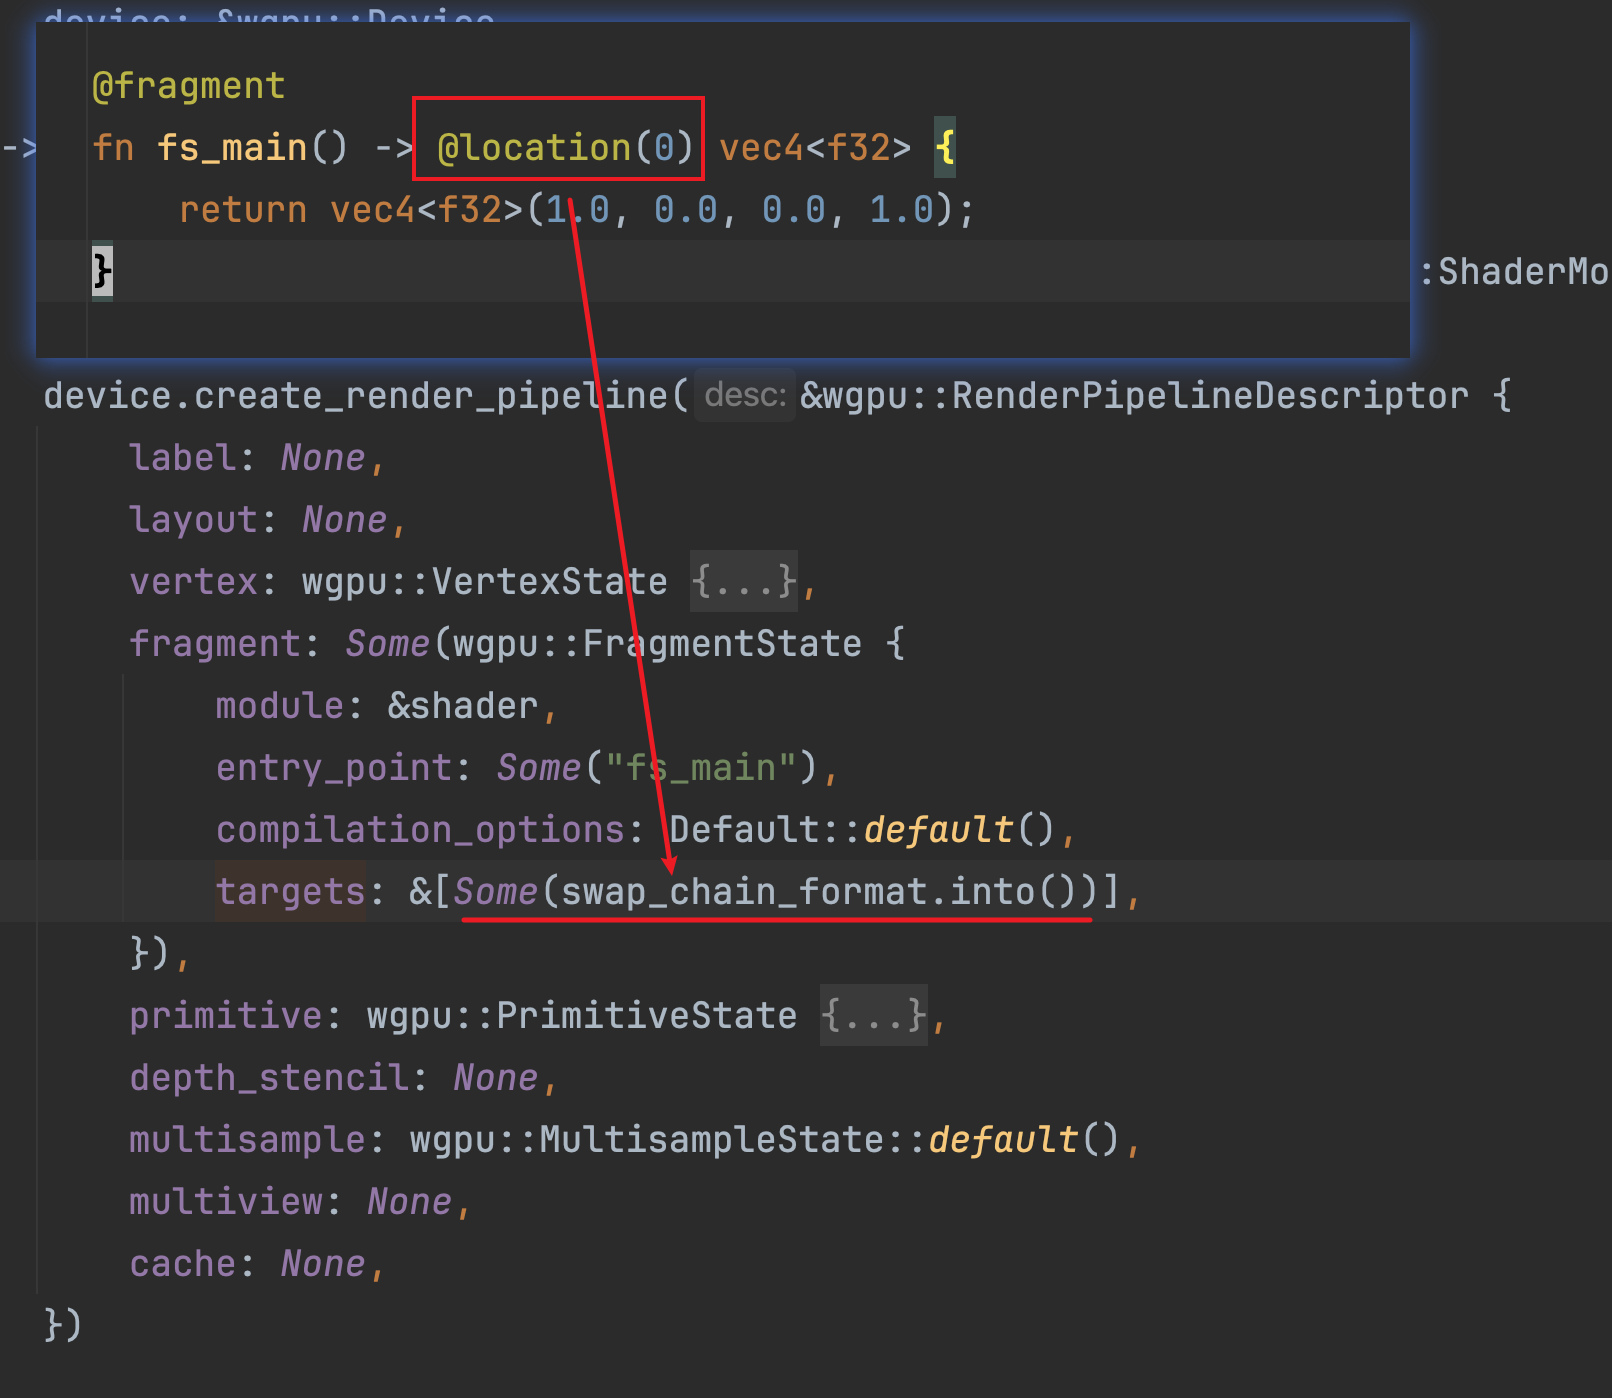 device: &wgpu::Device
@fragment
-> fn fs_main() -> @location(0) vec4<f32> {
return vec4<f32>(1.0, 0.0, 0.0, 1.0);
}
:ShaderMo
device.create_render_pipeline( desc: &wgpu::RenderPipelineDescriptor {
label: None,
layout: None,
vertex: wgpu::VertexState {...},
fragment: Some(wgpu::FragmentState {
module: &shader,
entry_point: Some("fs_main"),
compilation_options: Default::default(),
targets: &[Some(swap_chain_format.into())],
}),
primitive: wgpu::PrimitiveState {...},
depth_stencil: None,
multisample: wgpu::MultisampleState::default(),
multiview: None,
cache: None,
})